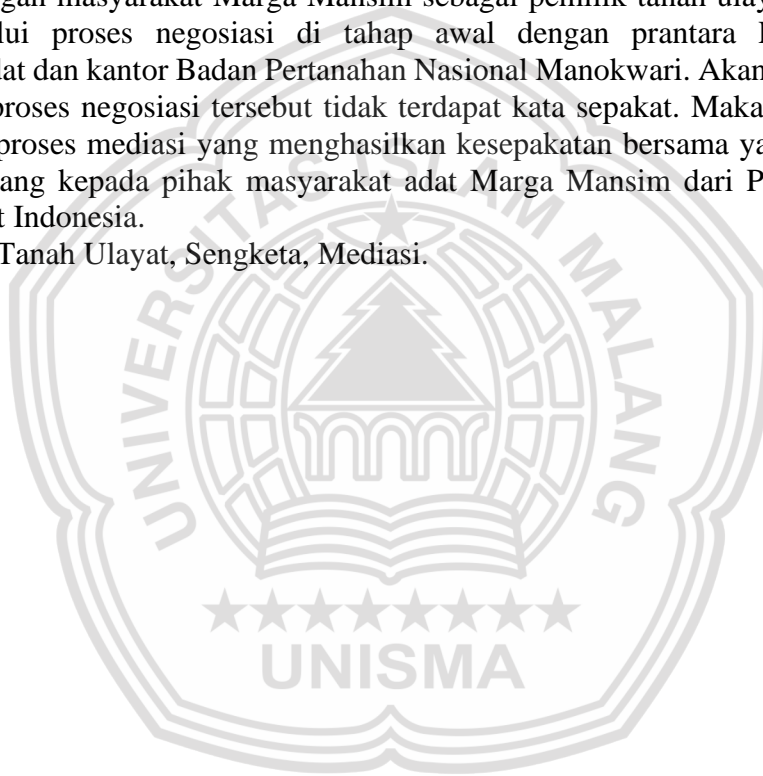 gan masyarakat Marga Mansim sebagai pemilik tanah ulay
lui proses negosiasi di tahap awal dengan prantara
dat dan kantor Badan Pertanahan Nasional Manokwari. Akan
proses negosiasi tersebut tidak terdapat kata sepakat. Maka
proses mediasi yang menghasilkan kesepakatan bersama ya
ang kepada pihak masyarakat adat Marga Mansim dari P
t Indonesia.
Tanah Ulayat, Sengketa, Mediasi.
UNIVERSITAS ISLAM MALANG
UNISMA